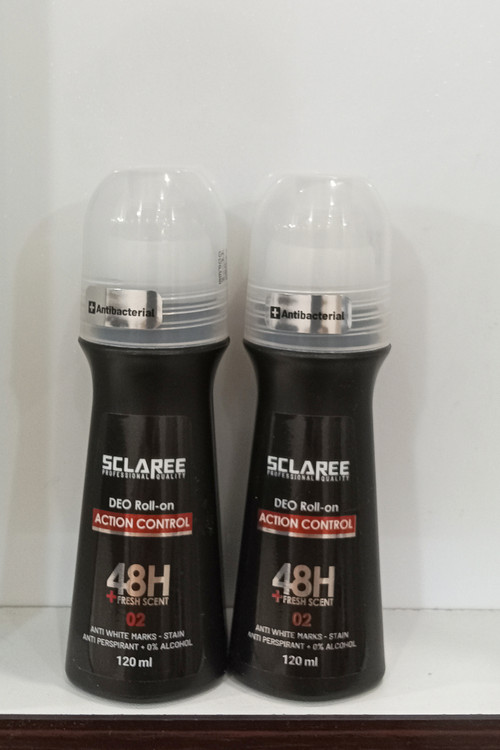 Antibacterial
SCLAREE
PROFESSIONAL QUALITY
DEO Roll-on
ACTION CONTROL
48H
+FRESH SCENT
02
ANTI WHITE MARKS - STAIN
ANTI PERSPIRANT + 0% ALCOHOL
120 ml
Antibacterial
SCLAREE
PROFESSIONAL QUALITY
DEO Roll-on
ACTION CONTROL
48H
+FRESH SCENT
02
ANTI WHITE MARKS - STAIN
ANTI PERSPIRANT + 0% ALCOHOL
120 ml